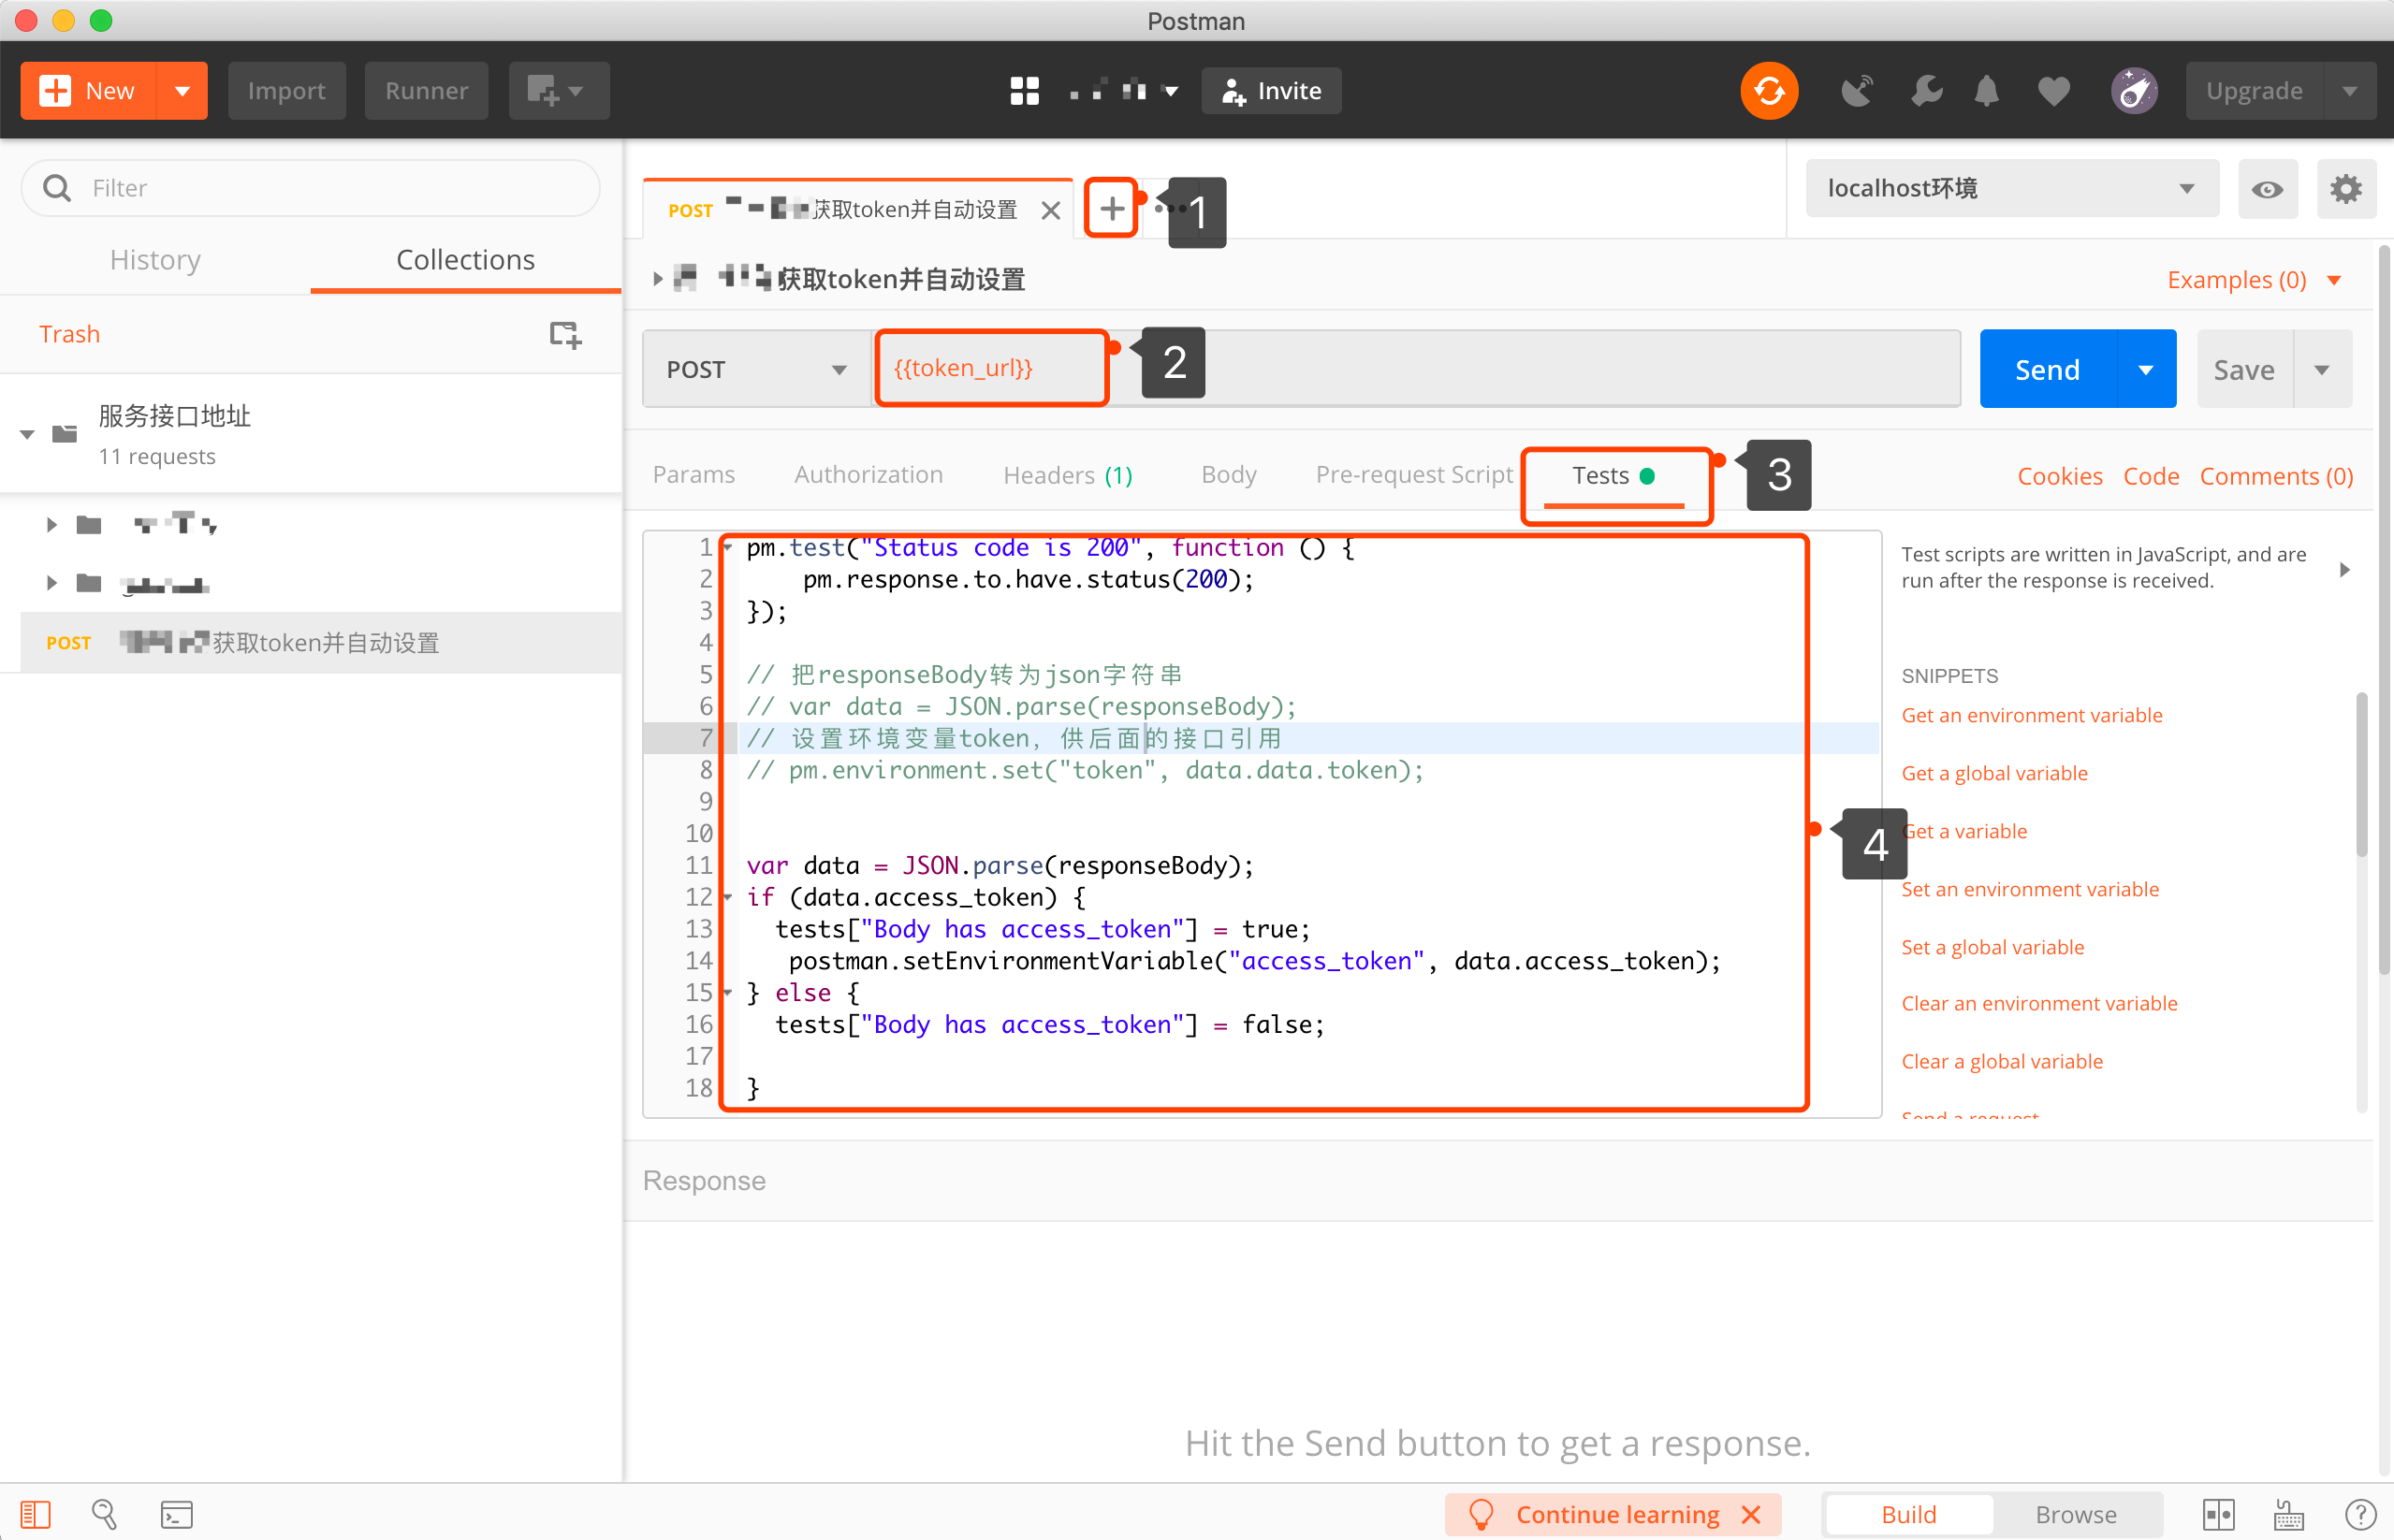 Postman
New
Import
Runner
Invite
Upgrade
Filter
History
Collections
Trash
服务接口地址
11 requests
POST 获取token并自动设置
POST 获取token并自动设置
1
localhost环境
获取token并自动设置
Examples (0)
POST
{{token_url}}
2
Send
Save
Params
Authorization
Headers (1)
Body
Pre-request Script
Tests
3
Cookies
Code
Comments (0)
1 pm.test("Status code is 200", function () {
2     pm.response.to.have.status(200);
3 });
4
5 // 把responseBody转为json字符串
6 // var data = JSON.parse(responseBody);
7 // 设置环境变量token，供后面的接口引用
8 // pm.environment.set("token", data.data.token);
9
10
11 var data = JSON.parse(responseBody);
12 if (data.access_token) {
13   tests["Body has access_token"] = true;
14    postman.setEnvironmentVariable("access_token", data.access_token);
15 } else {
16   tests["Body has access_token"] = false;
17
18 }
4
Test scripts are written in JavaScript, and are
run after the response is received.
SNIPPETS
Get an environment variable
Get a global variable
Get a variable
Set an environment variable
Set a global variable
Clear an environment variable
Clear a global variable
Send a request
Response
Hit the Send button to get a response.
Continue learning
Build
Browse